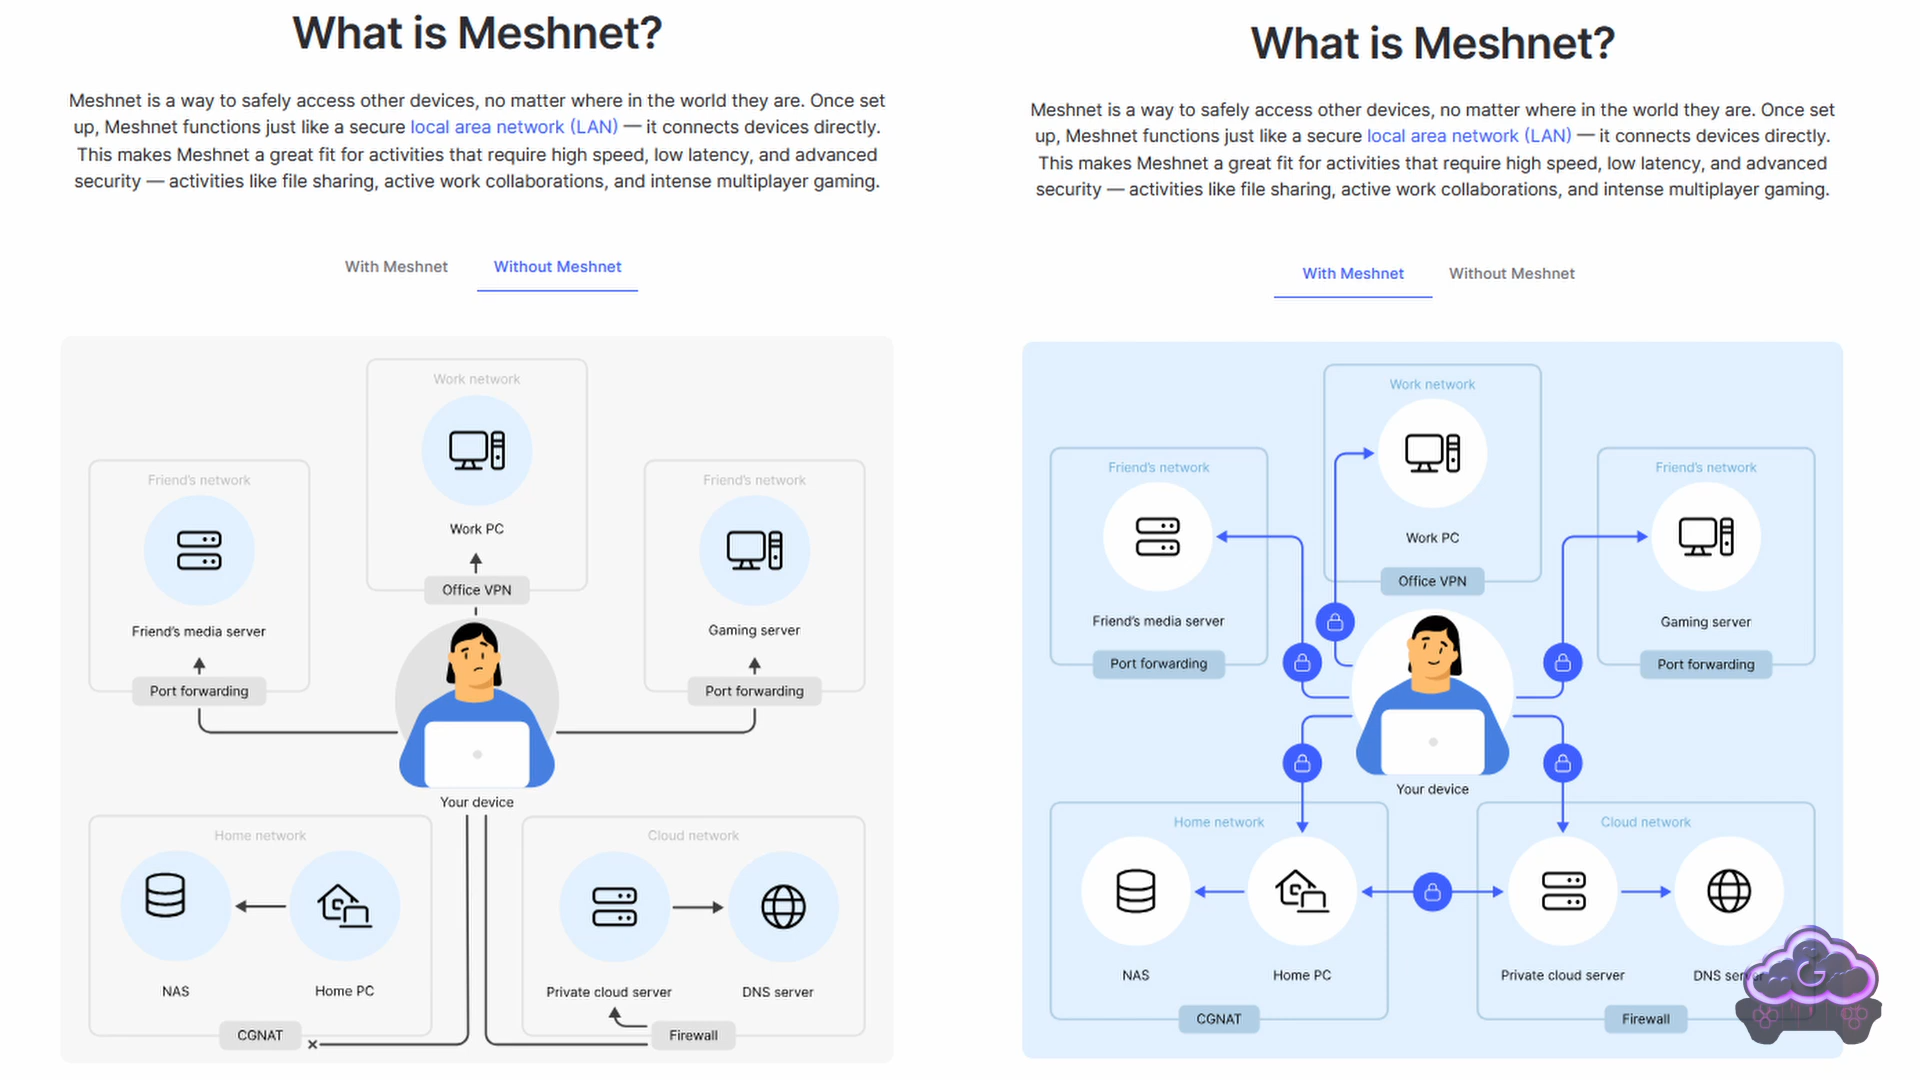 What is Meshnet?
Meshnet is a way to safely access other devices, no matter where in the world they are. Once set
up, Meshnet functions just like a secure local area network (LAN) — it connects devices directly.
This makes Meshnet a great fit for activities that require high speed, low latency, and advanced
security — activities like file sharing, active work collaborations, and intense multiplayer gaming.
With Meshnet
Without Meshnet
Work network
Work PC
Office VPN
Friend's network
Friend's media server
Port forwarding
Friend's network
Gaming server
Port forwarding
Your device
Home network
NAS
Home PC
CGNAT
Cloud network
Private cloud server
DNS server
Firewall
What is Meshnet?
Meshnet is a way to safely access other devices, no matter where in the world they are. Once set
up, Meshnet functions just like a secure local area network (LAN) — it connects devices directly.
This makes Meshnet a great fit for activities that require high speed, low latency, and advanced
security — activities like file sharing, active work collaborations, and intense multiplayer gaming.
With Meshnet
Without Meshnet
Work network
Work PC
Office VPN
Friend's network
Friend's media server
Port forwarding
Friend's network
Gaming server
Port forwarding
Your device
Home network
NAS
Home PC
CGNAT
Cloud network
Private cloud server
DNS server
Firewall
G